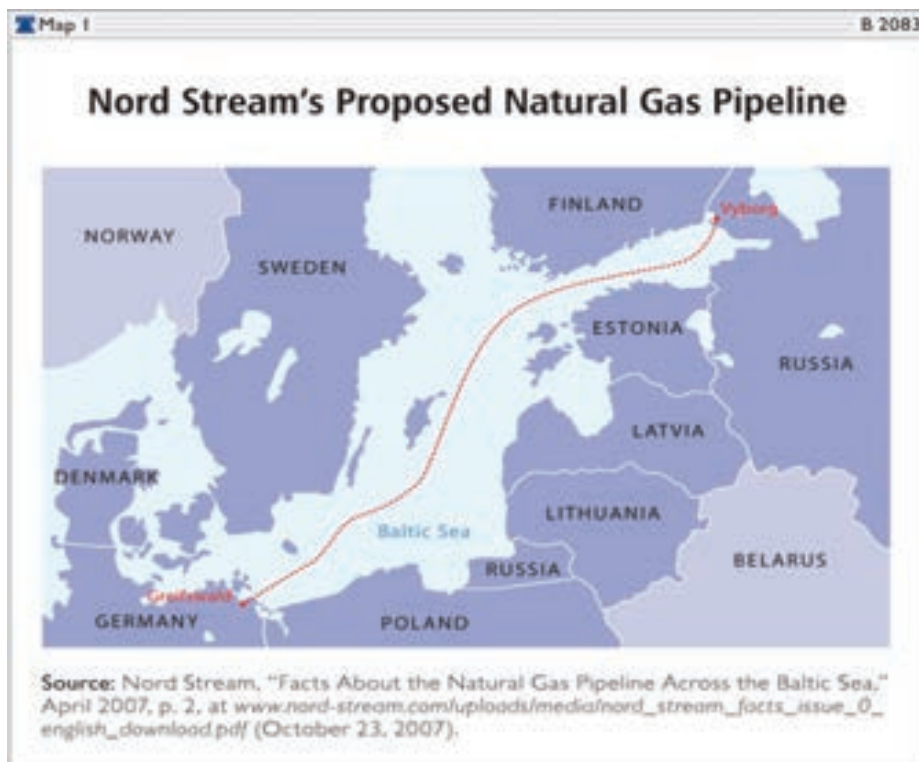 Map 1 B 2083
Nord Stream's Proposed Natural Gas Pipeline
FINLAND
Vyborg
NORWAY
SWEDEN
ESTONIA
RUSSIA
LATVIA
DENMARK
LITHUANIA
Baltic Sea
BELARUS
RUSSIA
Greifswald
GERMANY
POLAND
Source: Nord Stream, "Facts About the Natural Gas Pipeline Across the Baltic Sea,"
April 2007, p. 2, at www.nord-stream.com/uploads/media/nord_stream_facts_issue_0_
english_download.pdf (October 23, 2007).